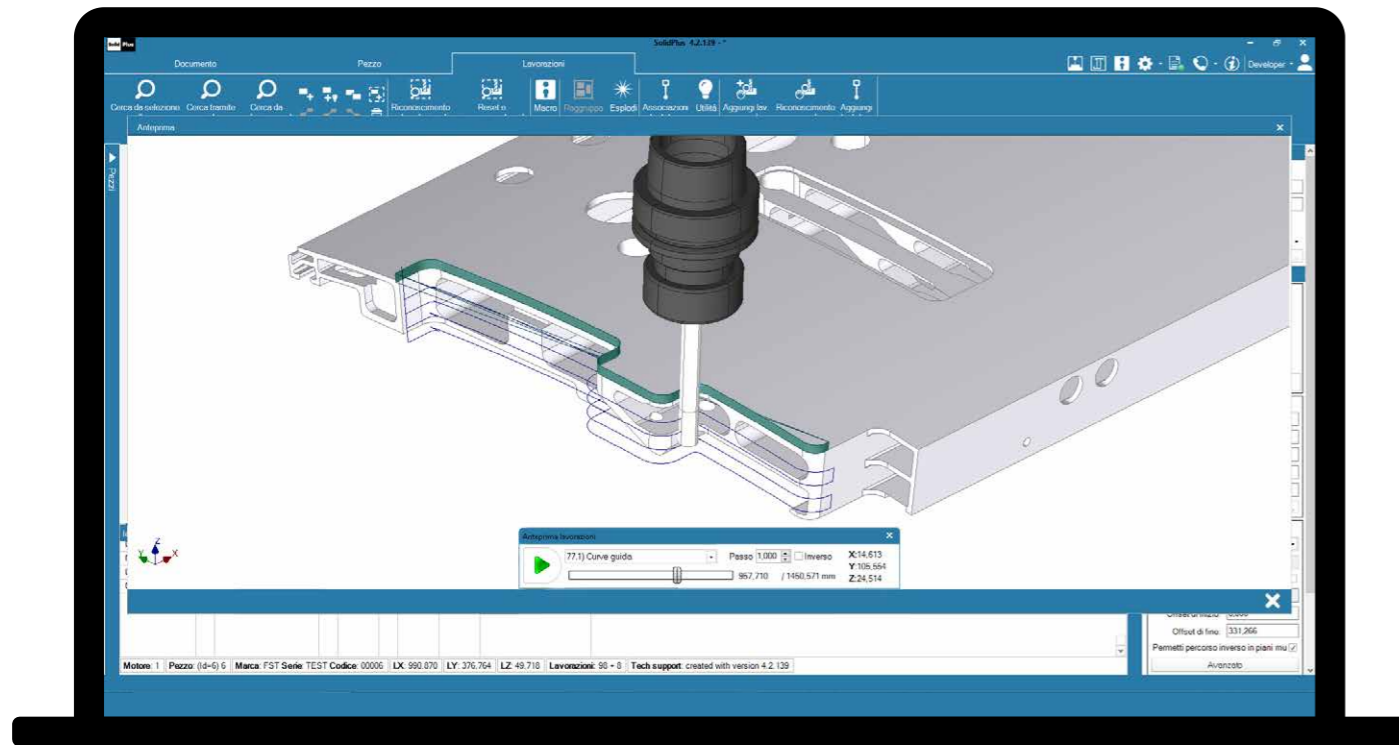 Solid Plus
SolidPlus 4.2.139 - *
Documento
Pezzo
Lavorazioni
Developer
Cerca da selezione
Cerca tramite
Cerca da
Riconoscimento
Reset e
Macro
Raggruppa
Esplodi
Associazioni
Utilità
Aggiungi lav
Riconoscimento
Aggiungi
Anteprima
Pezzi
Z
Y
X
Anteprima lavorazioni
77.1) Curve guida
Passo 1,000
Inverso
X:14,613
Y:105,554
Z:24,514
957,710 / 1450,571 mm
Offset di fine: 331,266
Permetti percorso inverso in piani mu
Avanzato
Motore: 1 Pezzo: (Id=6) 6 Marca: FST Serie: TEST Codice: 00006 LX: 990.870 LY: 376.764 LZ: 49.718 Lavorazioni: 98 - 8 Tech support: created with version 4.2.139